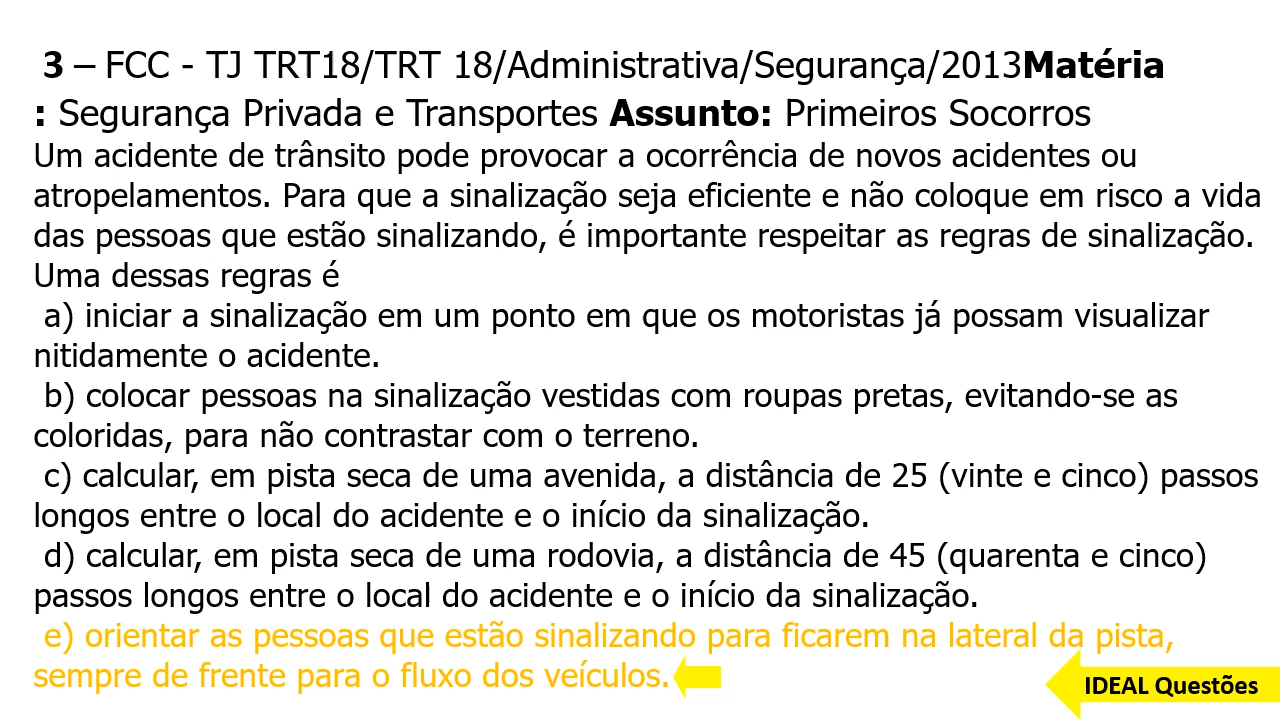 3 – FCC - TJ TRT18/TRT 18/Administrativa/Segurança/2013Matéria
: Segurança Privada e Transportes Assunto: Primeiros Socorros
Um acidente de trânsito pode provocar a ocorrência de novos acidentes ou
atropelamentos. Para que a sinalização seja eficiente e não coloque em risco a vida
das pessoas que estão sinalizando, é importante respeitar as regras de sinalização.
Uma dessas regras é
a) iniciar a sinalização em um ponto em que os motoristas já possam visualizar
nitidamente o acidente.
b) colocar pessoas na sinalização vestidas com roupas pretas, evitando-se as
coloridas, para não contrastar com o terreno.
c) calcular, em pista seca de uma avenida, a distância de 25 (vinte e cinco) passos
longos entre o local do acidente e o início da sinalização.
d) calcular, em pista seca de uma rodovia, a distância de 45 (quarenta e cinco)
passos longos entre o local do acidente e o início da sinalização.
e) orientar as pessoas que estão sinalizando para ficarem na lateral da pista,
sempre de frente para o fluxo dos veículos.
IDEAL Questões